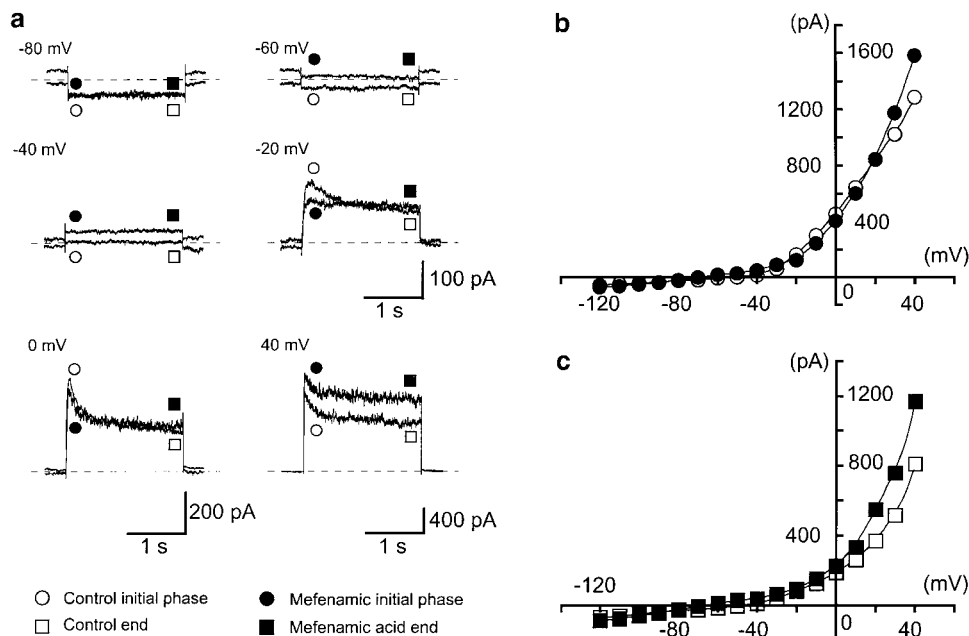 a
-80 mV
-60 mV
-40 mV
-20 mV
100 pA
1 s
0 mV
40 mV
200 pA
1 s
400 pA
1 s
Control initial phase
Mefenamic initial phase
Control end
Mefenamic acid end
b
(pA)
1600
1200
800
400
(mV)
-120
-80
-40
0
40
c
(pA)
1200
800
400
-120
(mV)
-80
-40
0
40